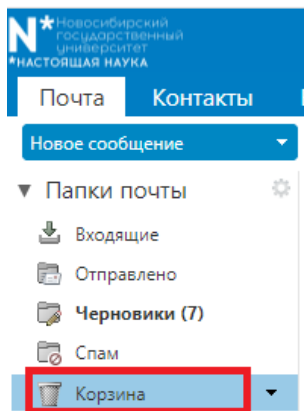 Новосибирский
государственный
университет
*НАСТОЯЩАЯ НАУКА
Почта Контакты
Новое сообщение
Папки почты
Входящие
Отправлено
Черновики (7)
Спам
Корзина